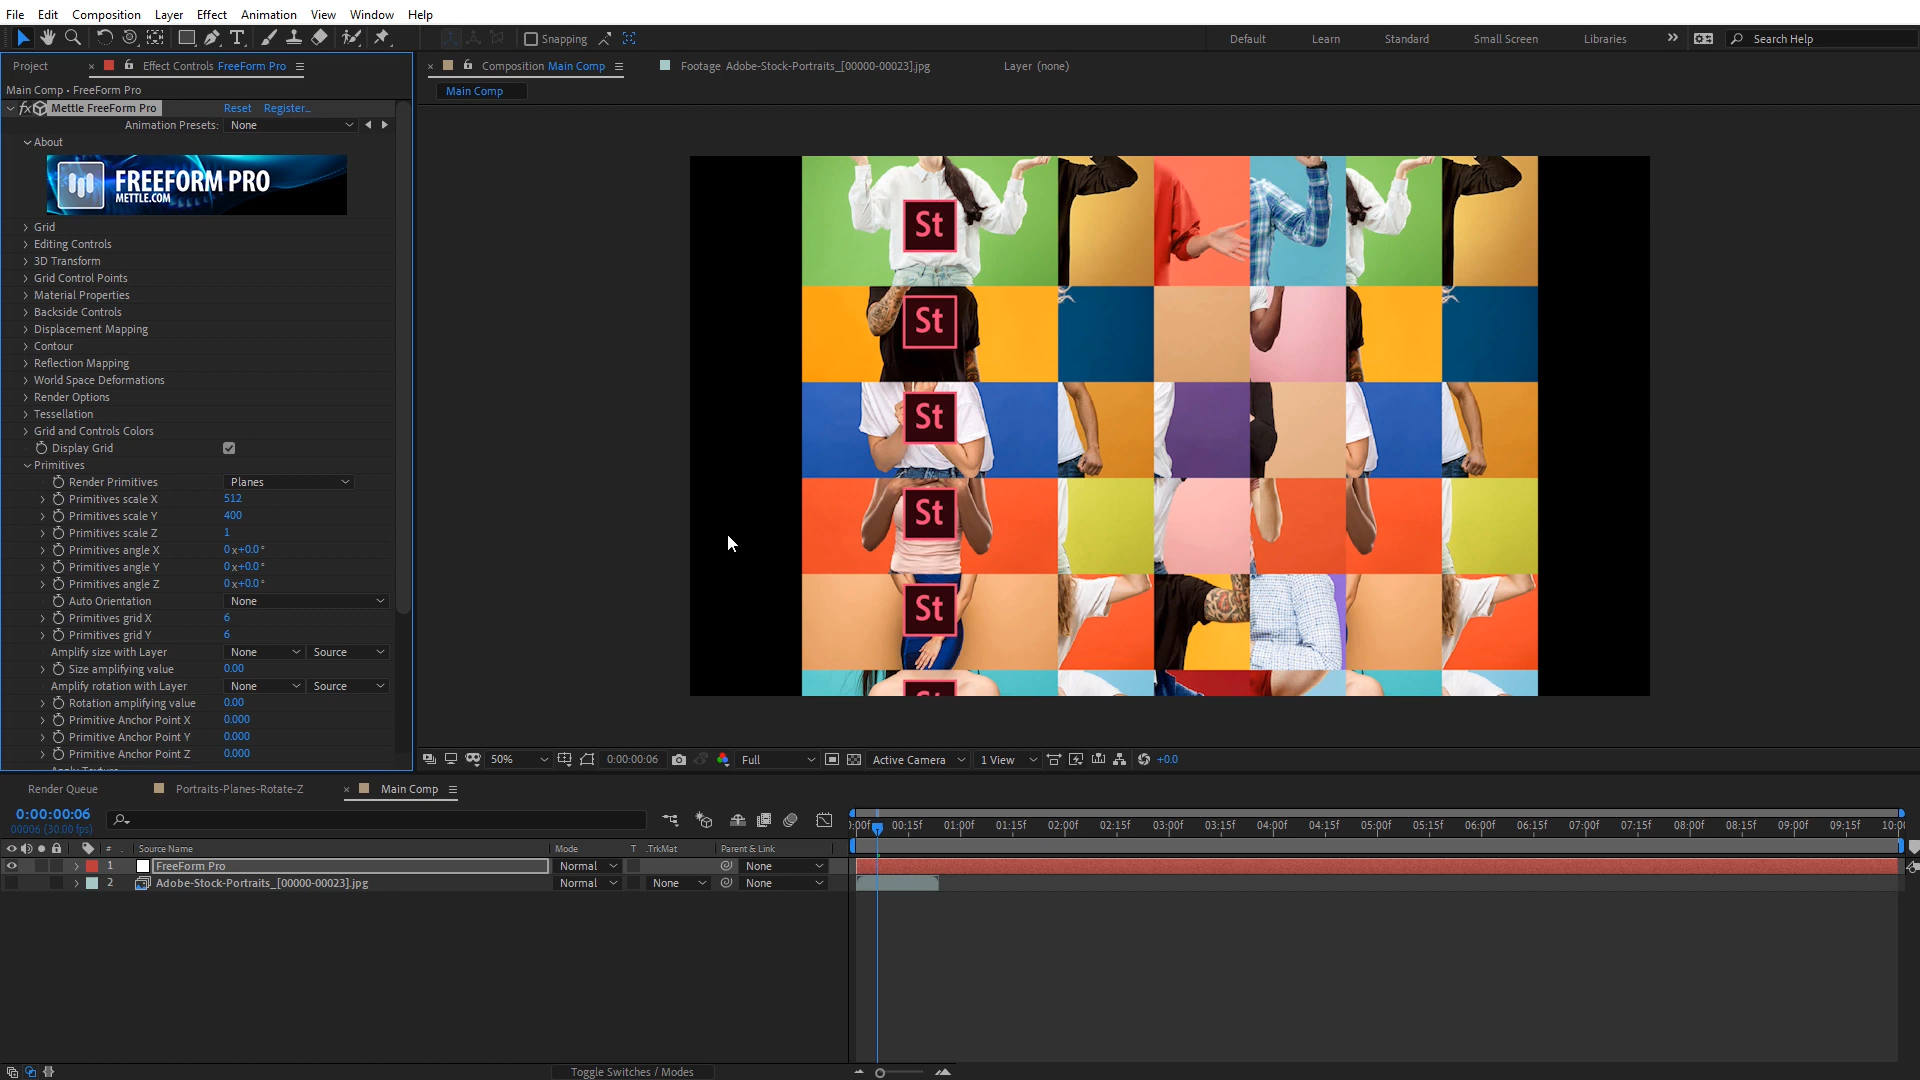 File Edit Composition Layer Effect Animation View Window Help
Snapping
Default Learn Standard Small Screen Libraries Search Help
Project Effect Controls FreeForm Pro
Composition Main Comp Footage Adobe-Stock-Portraits_[00000-00023].jpg Layer (none)
Main Comp • FreeForm Pro
Main Comp
fx Mettle FreeForm Pro Reset Register...
Animation Presets: None
About
FREEFORM PRO
METTLE.COM
Grid
Editing Controls
3D Transform
Grid Control Points
Material Properties
Backside Controls
Displacement Mapping
Contour
Reflection Mapping
World Space Deformations
Render Options
Tessellation
Grid and Controls Colors
Display Grid
Primitives
Render Primitives Planes
Primitives scale X 512
Primitives scale Y 400
Primitives scale Z 1
Primitives angle X 0x+0.0°
Primitives angle Y 0x+0.0°
Primitives angle Z 0x+0.0°
Auto Orientation None
Primitives grid X 6
Primitives grid Y 6
Amplify size with Layer None Source
Size amplifying value 0.00
Amplify rotation with Layer None Source
Rotation amplifying value 0.00
Primitive Anchor Point X 0.000
Primitive Anchor Point Y 0.000
Primitive Anchor Point Z 0.000
St
St
St
St
St
St
50% 0:00:00:06 Full Active Camera 1 View +0.0
Render Queue Portraits-Planes-Rotate-Z Main Comp
0:00:00:06
00006 (30.00 fps)
:00f 00:15f 01:00f 01:15f 02:00f 02:15f 03:00f 03:15f 04:00f 04:15f 05:00f 05:15f 06:00f 06:15f 07:00f 07:15f 08:00f 08:15f 09:00f 09:15f 10:00
# Source Name Mode T .TrkMat Parent & Link
1 FreeForm Pro Normal None
2 Adobe-Stock-Portraits_[00000-00023].jpg Normal None None
Toggle Switches / Modes